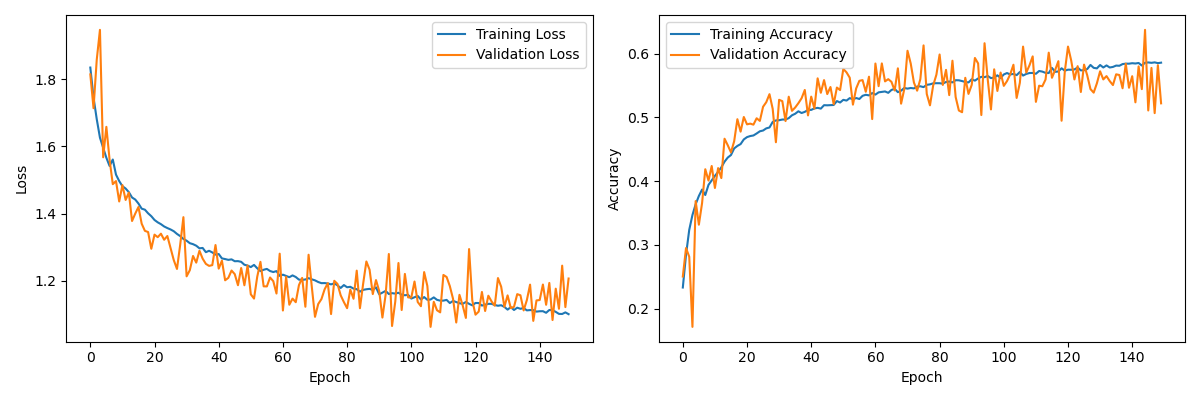 Training Loss
Validation Loss
Loss
1.8
1.6
1.4
1.2
0 20 40 60 80 100 120 140
Epoch
Training Accuracy
Validation Accuracy
Accuracy
0.6
0.5
0.4
0.3
0.2
0 20 40 60 80 100 120 140
Epoch